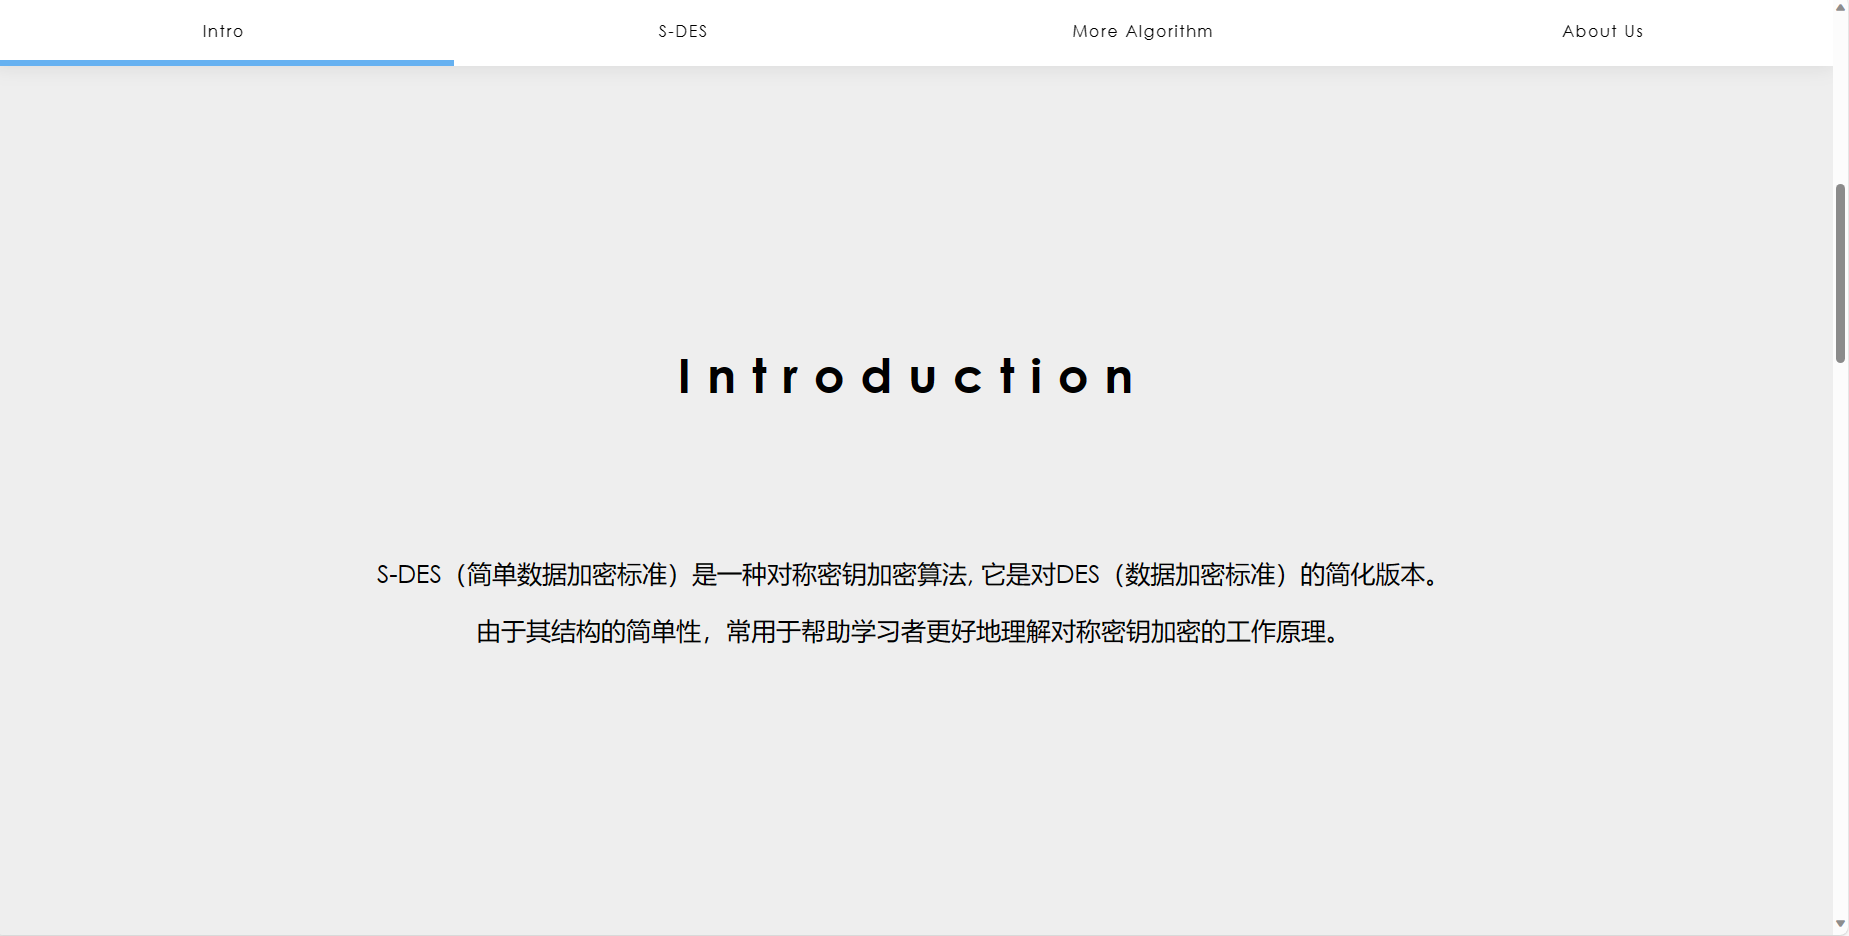 Intro
S-DES
More Algorithm
About Us
Introduction
S-DES（简单数据加密标准）是一种对称密钥加密算法, 它是对DES（数据加密标准）的简化版本。
由于其结构的简单性，常用于帮助学习者更好地理解对称密钥加密的工作原理。